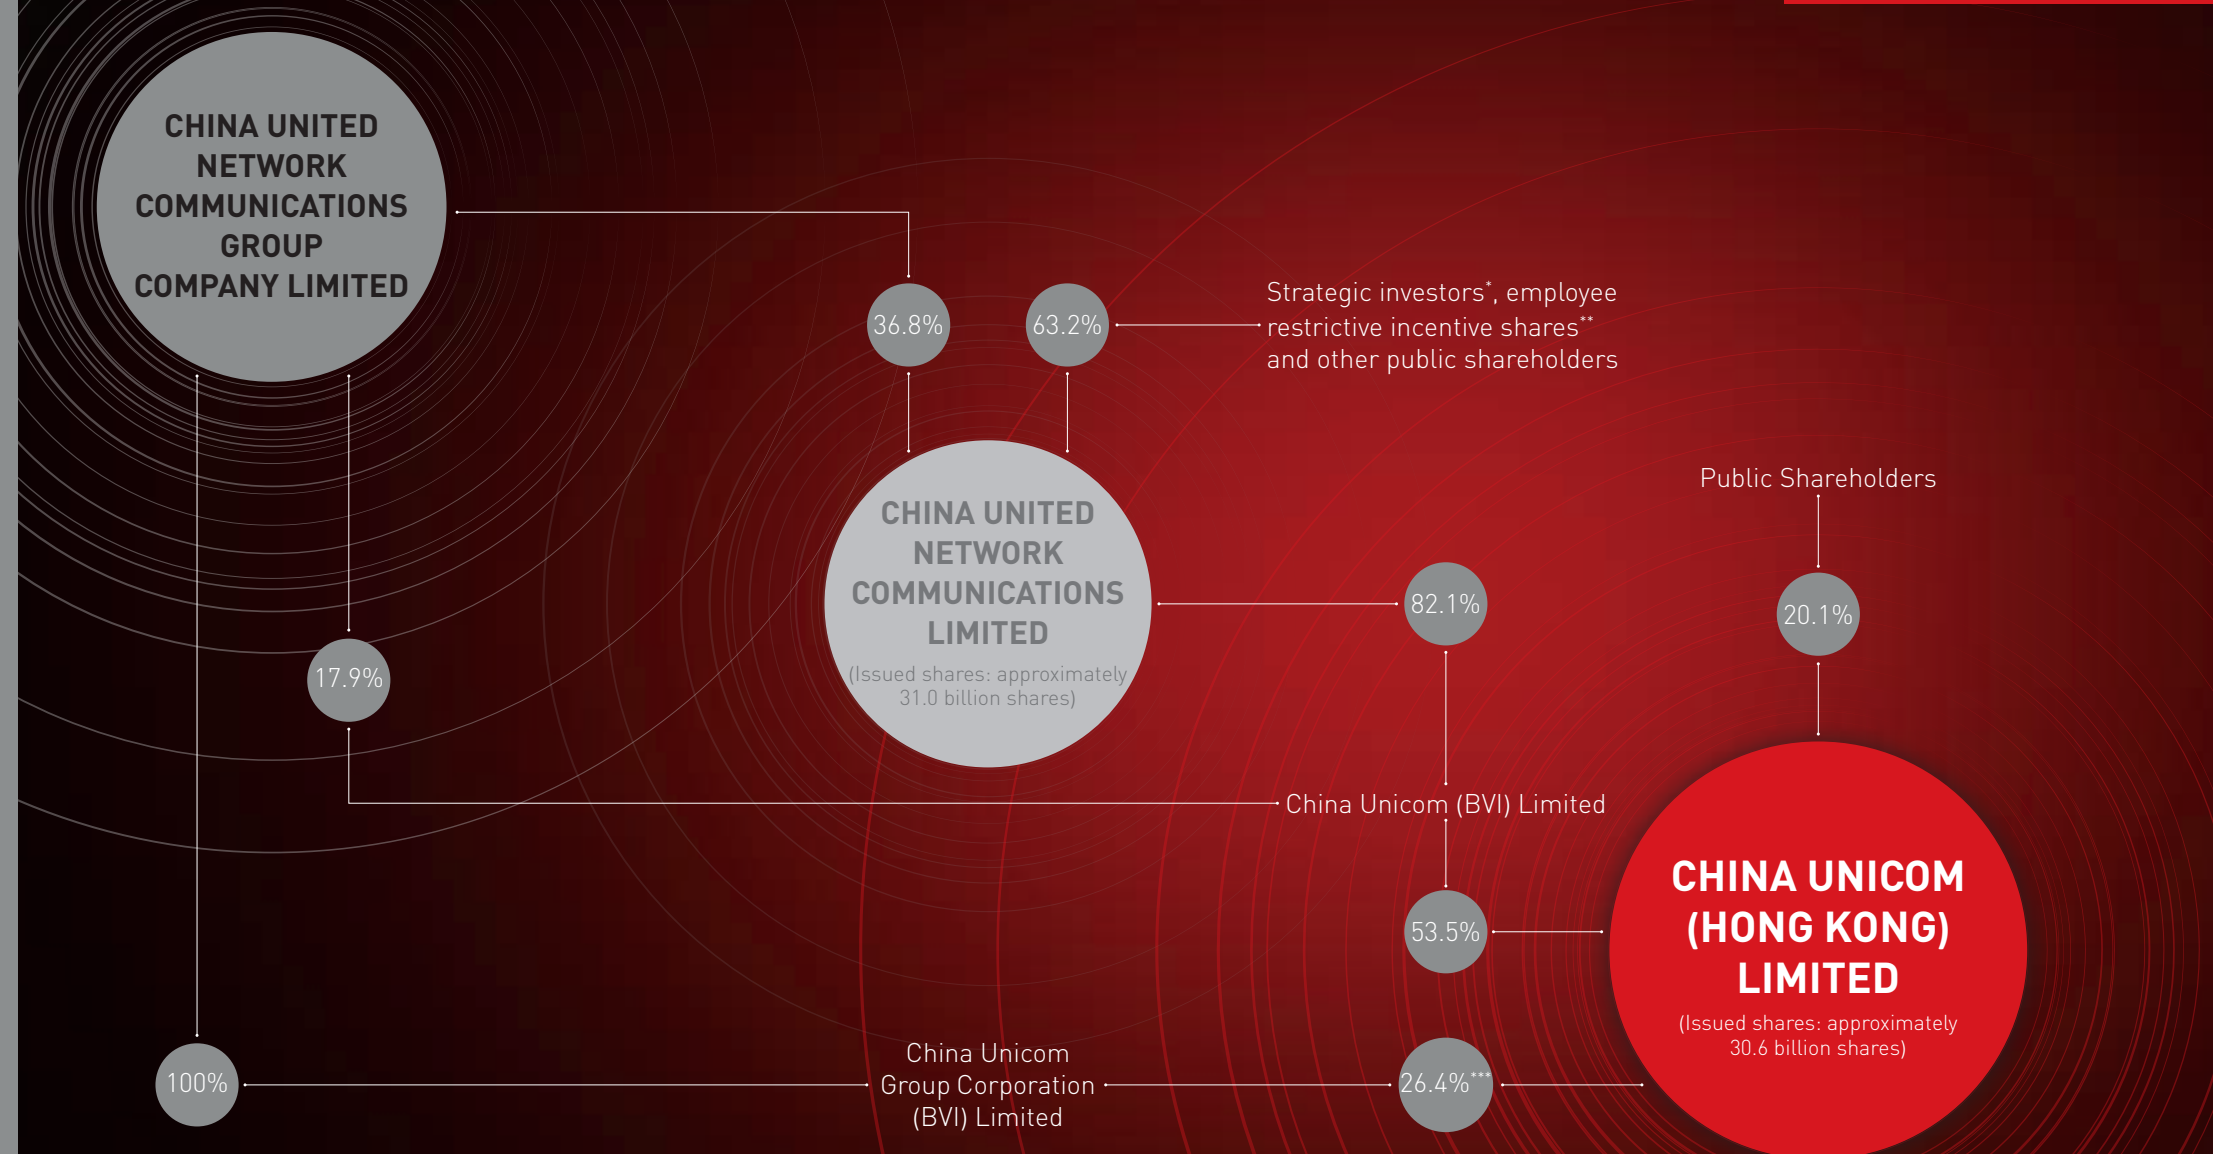 CHINA UNITED
NETWORK
COMMUNICATIONS
GROUP
COMPANY LIMITED
36.8%
63.2%
Strategic investors*, employee
restrictive incentive shares**
and other public shareholders
CHINA UNITED
NETWORK
COMMUNICATIONS
LIMITED
(Issued shares: approximately
31.0 billion shares)
Public Shareholders
82.1%
20.1%
17.9%
China Unicom (BVI) Limited
53.5%
CHINA UNICOM
(HONG KONG)
LIMITED
(Issued shares: approximately
30.6 billion shares)
100%
China Unicom
Group Corporation
(BVI) Limited
26.4%***